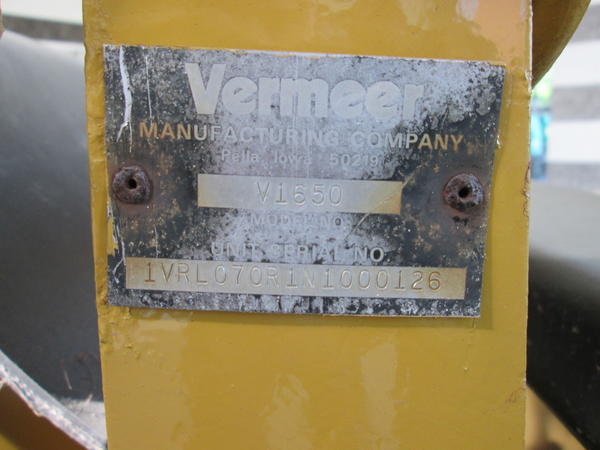 Vermeer
MANUFACTURING COMPANY
Pella Iowa 50219
V1650
MODEL NO.
UNIT SERIAL NO
1VRL070R1N1000126